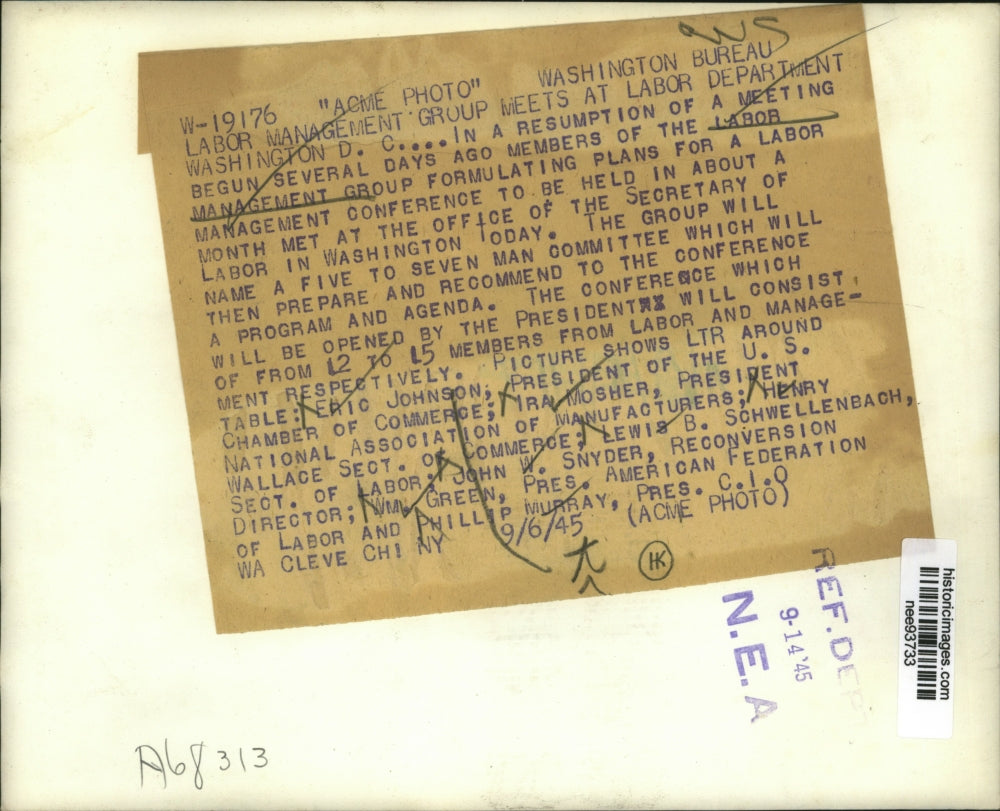 WS
W-19176 "ACME PHOTO" WASHINGTON BUREAU
LABOR MANAGEMENT GROUP MEETS AT LABOR DEPARTMENT
WASHINGTON D. C....IN A RESUMPTION OF A MEETING
BEGUN SEVERAL DAYS AGO MEMBERS OF THE LABOR
MANAGEMENT GROUP FORMULATING PLANS FOR A LABOR
MANAGEMENT CONFERENCE TO BE HELD IN ABOUT A
MONTH MET AT THE OFFICE OF THE SECRETARY OF
LABOR IN WASHINGTON TODAY. THE GROUP WILL
NAME A FIVE TO SEVEN MAN COMMITTEE WHICH WILL
THEN PREPARE AND RECOMMEND TO THE CONFERENCE
A PROGRAM AND AGENDA. THE CONFERENCE WHICH
WILL BE OPENED BY THE PRESIDENTXX WILL CONSIST
OF FROM 12 TO 15 MEMBERS FROM LABOR AND MANAGE-
MENT RESPECTIVELY. PICTURE SHOWS LTR AROUND
TABLE: ERIC JOHNSON, PRESIDENT OF THE U. S.
CHAMBER OF COMMERCE; IRA MOSHER, PRESIDENT
NATIONAL ASSOCIATION OF MANUFACTURERS; HENRY
WALLACE SECT. OF COMMERCE; LEWIS B. SCHWELLENBACH,
SECT. OF LABOR, JOHN W. SNYDER, RECONVERSION
DIRECTOR; WM. GREEN, PRES. AMERICAN FEDERATION
OF LABOR AND PHILLIP MURRAY, PRES. C.I.O
WA CLEVE CHI NY 9/6/45 (ACME PHOTO)
HK
REF.DEPT
9-14'45
N.E.A
historicimages.com
nee93733
A68313